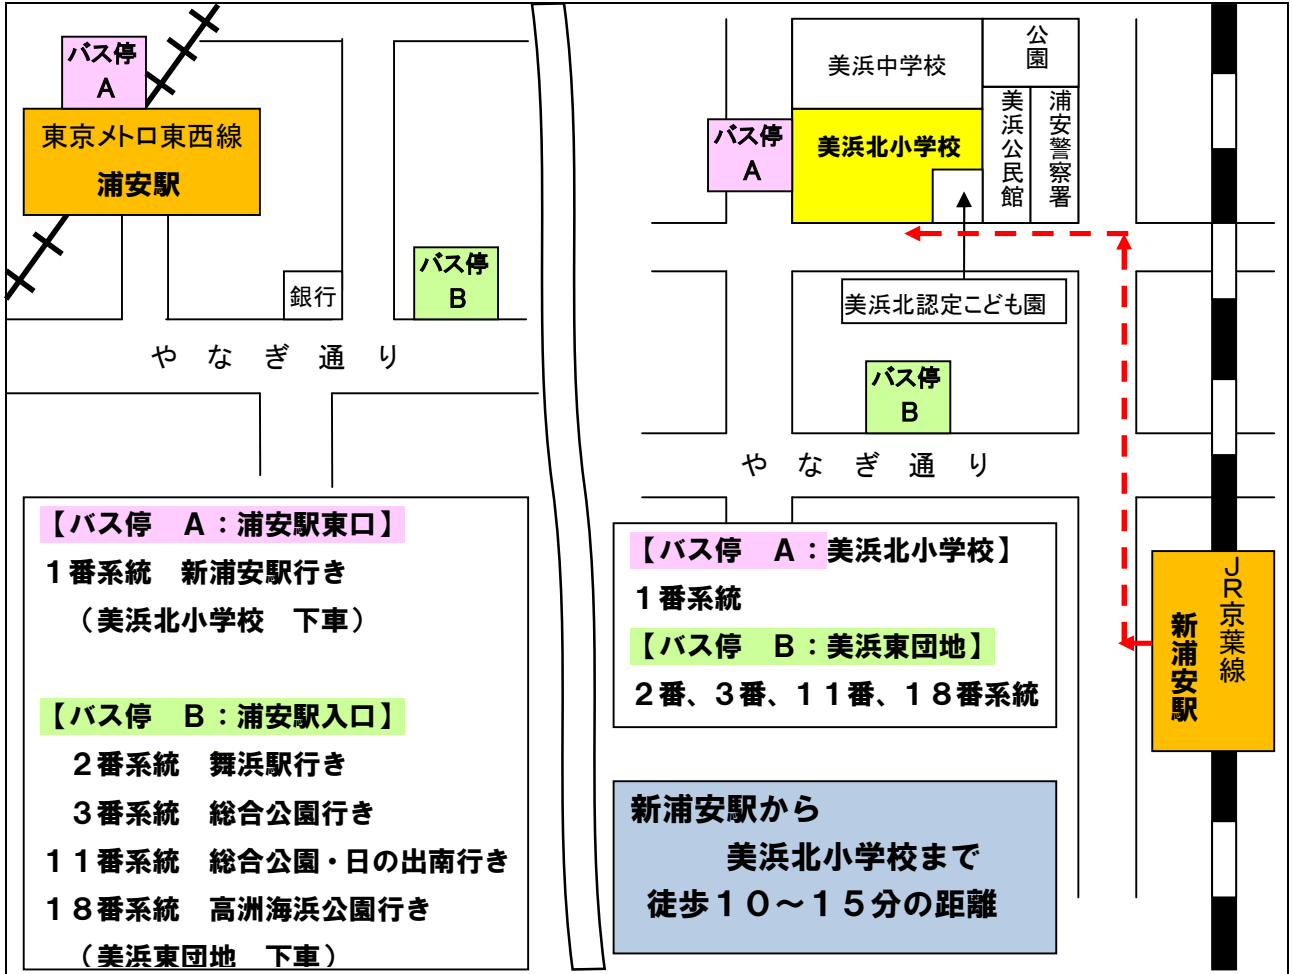 バス停
A
東京メトロ東西線
浦安駅
銀行
バス停
B
やなぎ通り
美浜中学校
公園
バス停
A
美浜北小学校
美浜公民館
浦安警察署
美浜北認定こども園
バス停
B
やなぎ通り
【バス停　A：浦安駅東口】
１番系統　新浦安駅行き
（美浜北小学校　下車）
【バス停　B：浦安駅入口】
２番系統　舞浜駅行き
３番系統　総合公園行き
１１番系統　総合公園・日の出南行き
１８番系統　高洲海浜公園行き
（美浜東団地　下車）
【バス停　A：美浜北小学校】
１番系統
【バス停　B：美浜東団地】
２番、３番、１１番、１８番系統
新浦安駅から
美浜北小学校まで
徒歩１０～１５分の距離
JR京葉線
新浦安駅